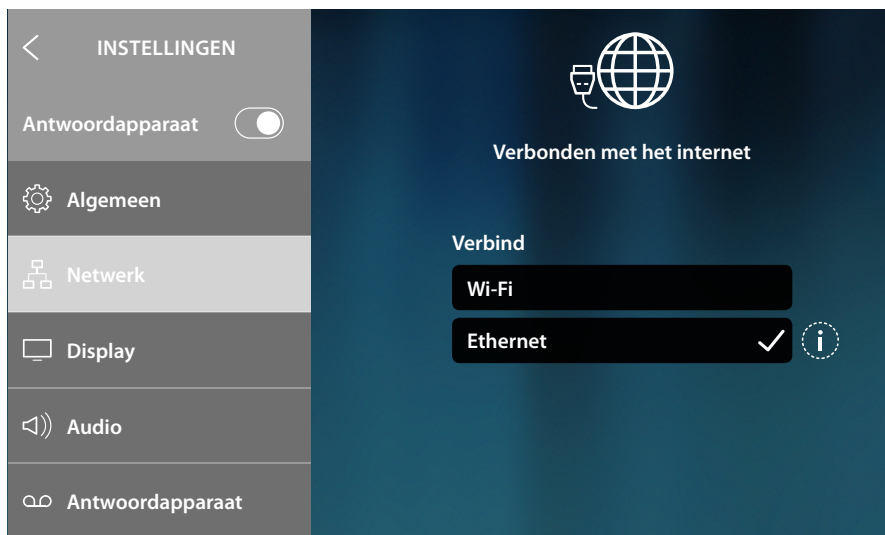 INSTELLINGEN
Antwoordapparaat
Algemeen
Netwerk
Display
Audio
Antwoordapparaat
Verbonden met het internet
Verbind
Wi-Fi
Ethernet
i